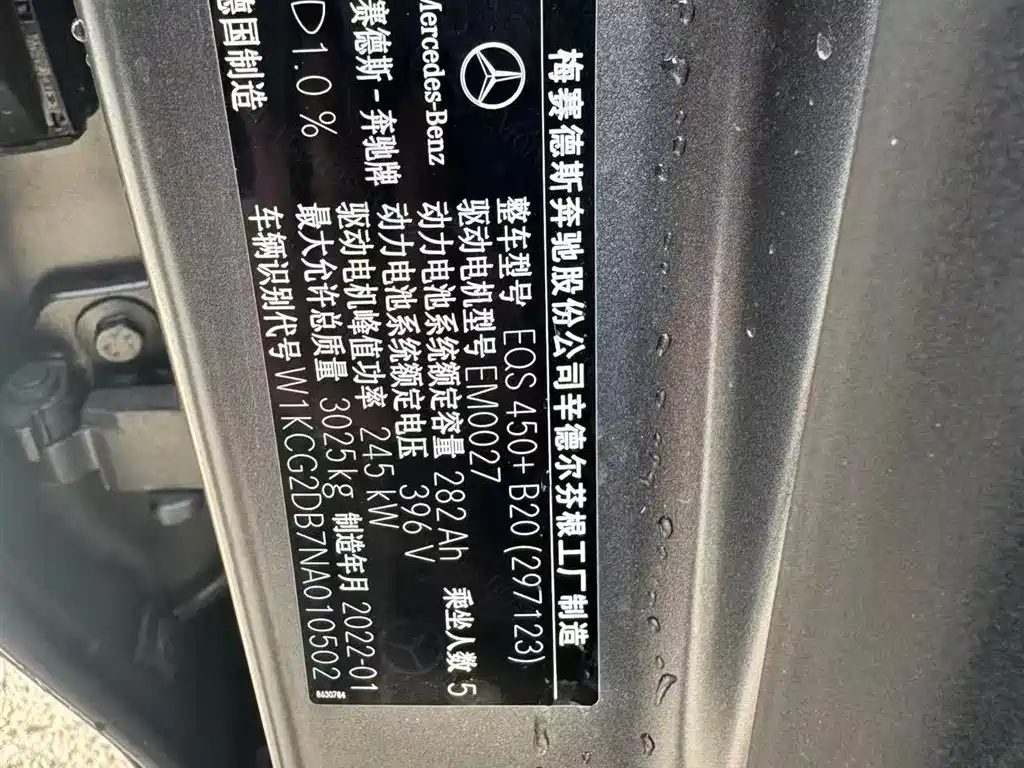 梅赛德斯奔驰股份公司辛德尔芬根工厂制造
整车型号 EQS 450+ B20(297123)
驱动电机型号 EM0027
Mercedes-Benz
动力电池系统额定容量 282Ah 乘坐人数 5
动力电池系统额定电压 396V
赛德斯-奔驰牌
驱动电机峰值功率 245kW
D1.0%
最大允许总质量 3025kg 制造年月 2022-01
德国制造
车辆识别代号 W1KCG2DB7NA010502